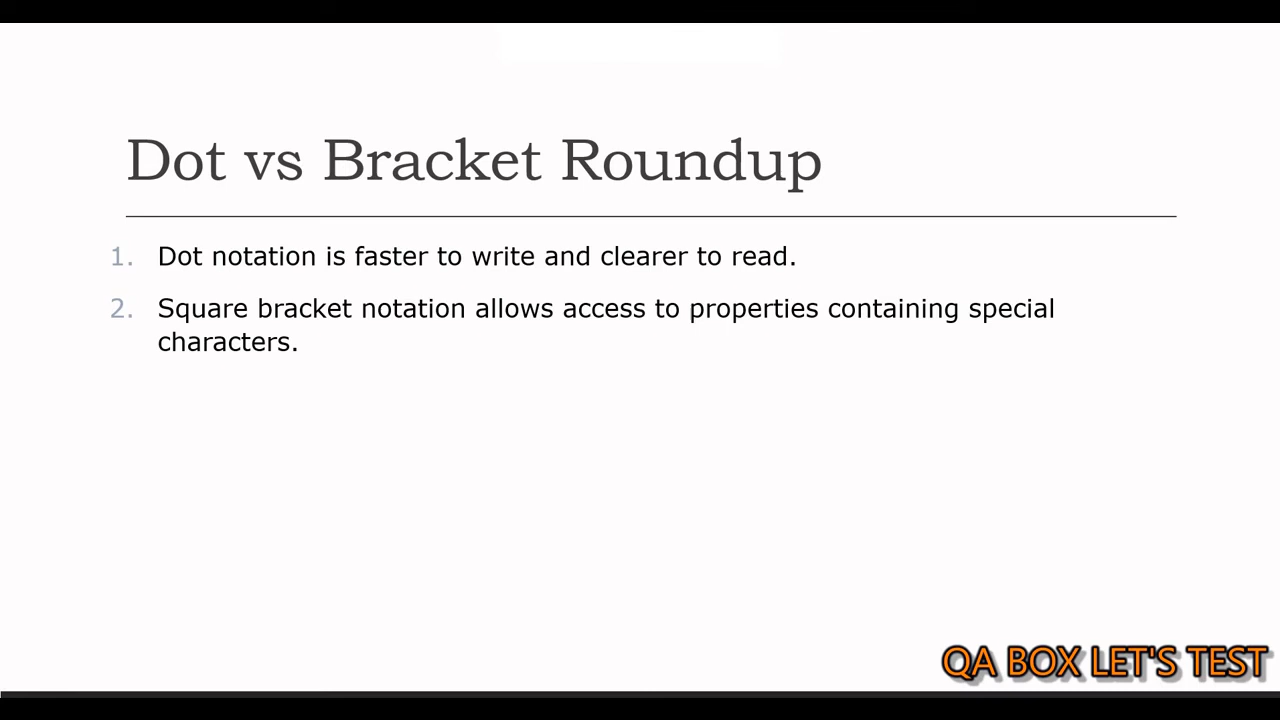 Dot vs Bracket Roundup
1. Dot notation is faster to write and clearer to read.
2. Square bracket notation allows access to properties containing special
characters.
QA BOX LET'S TEST